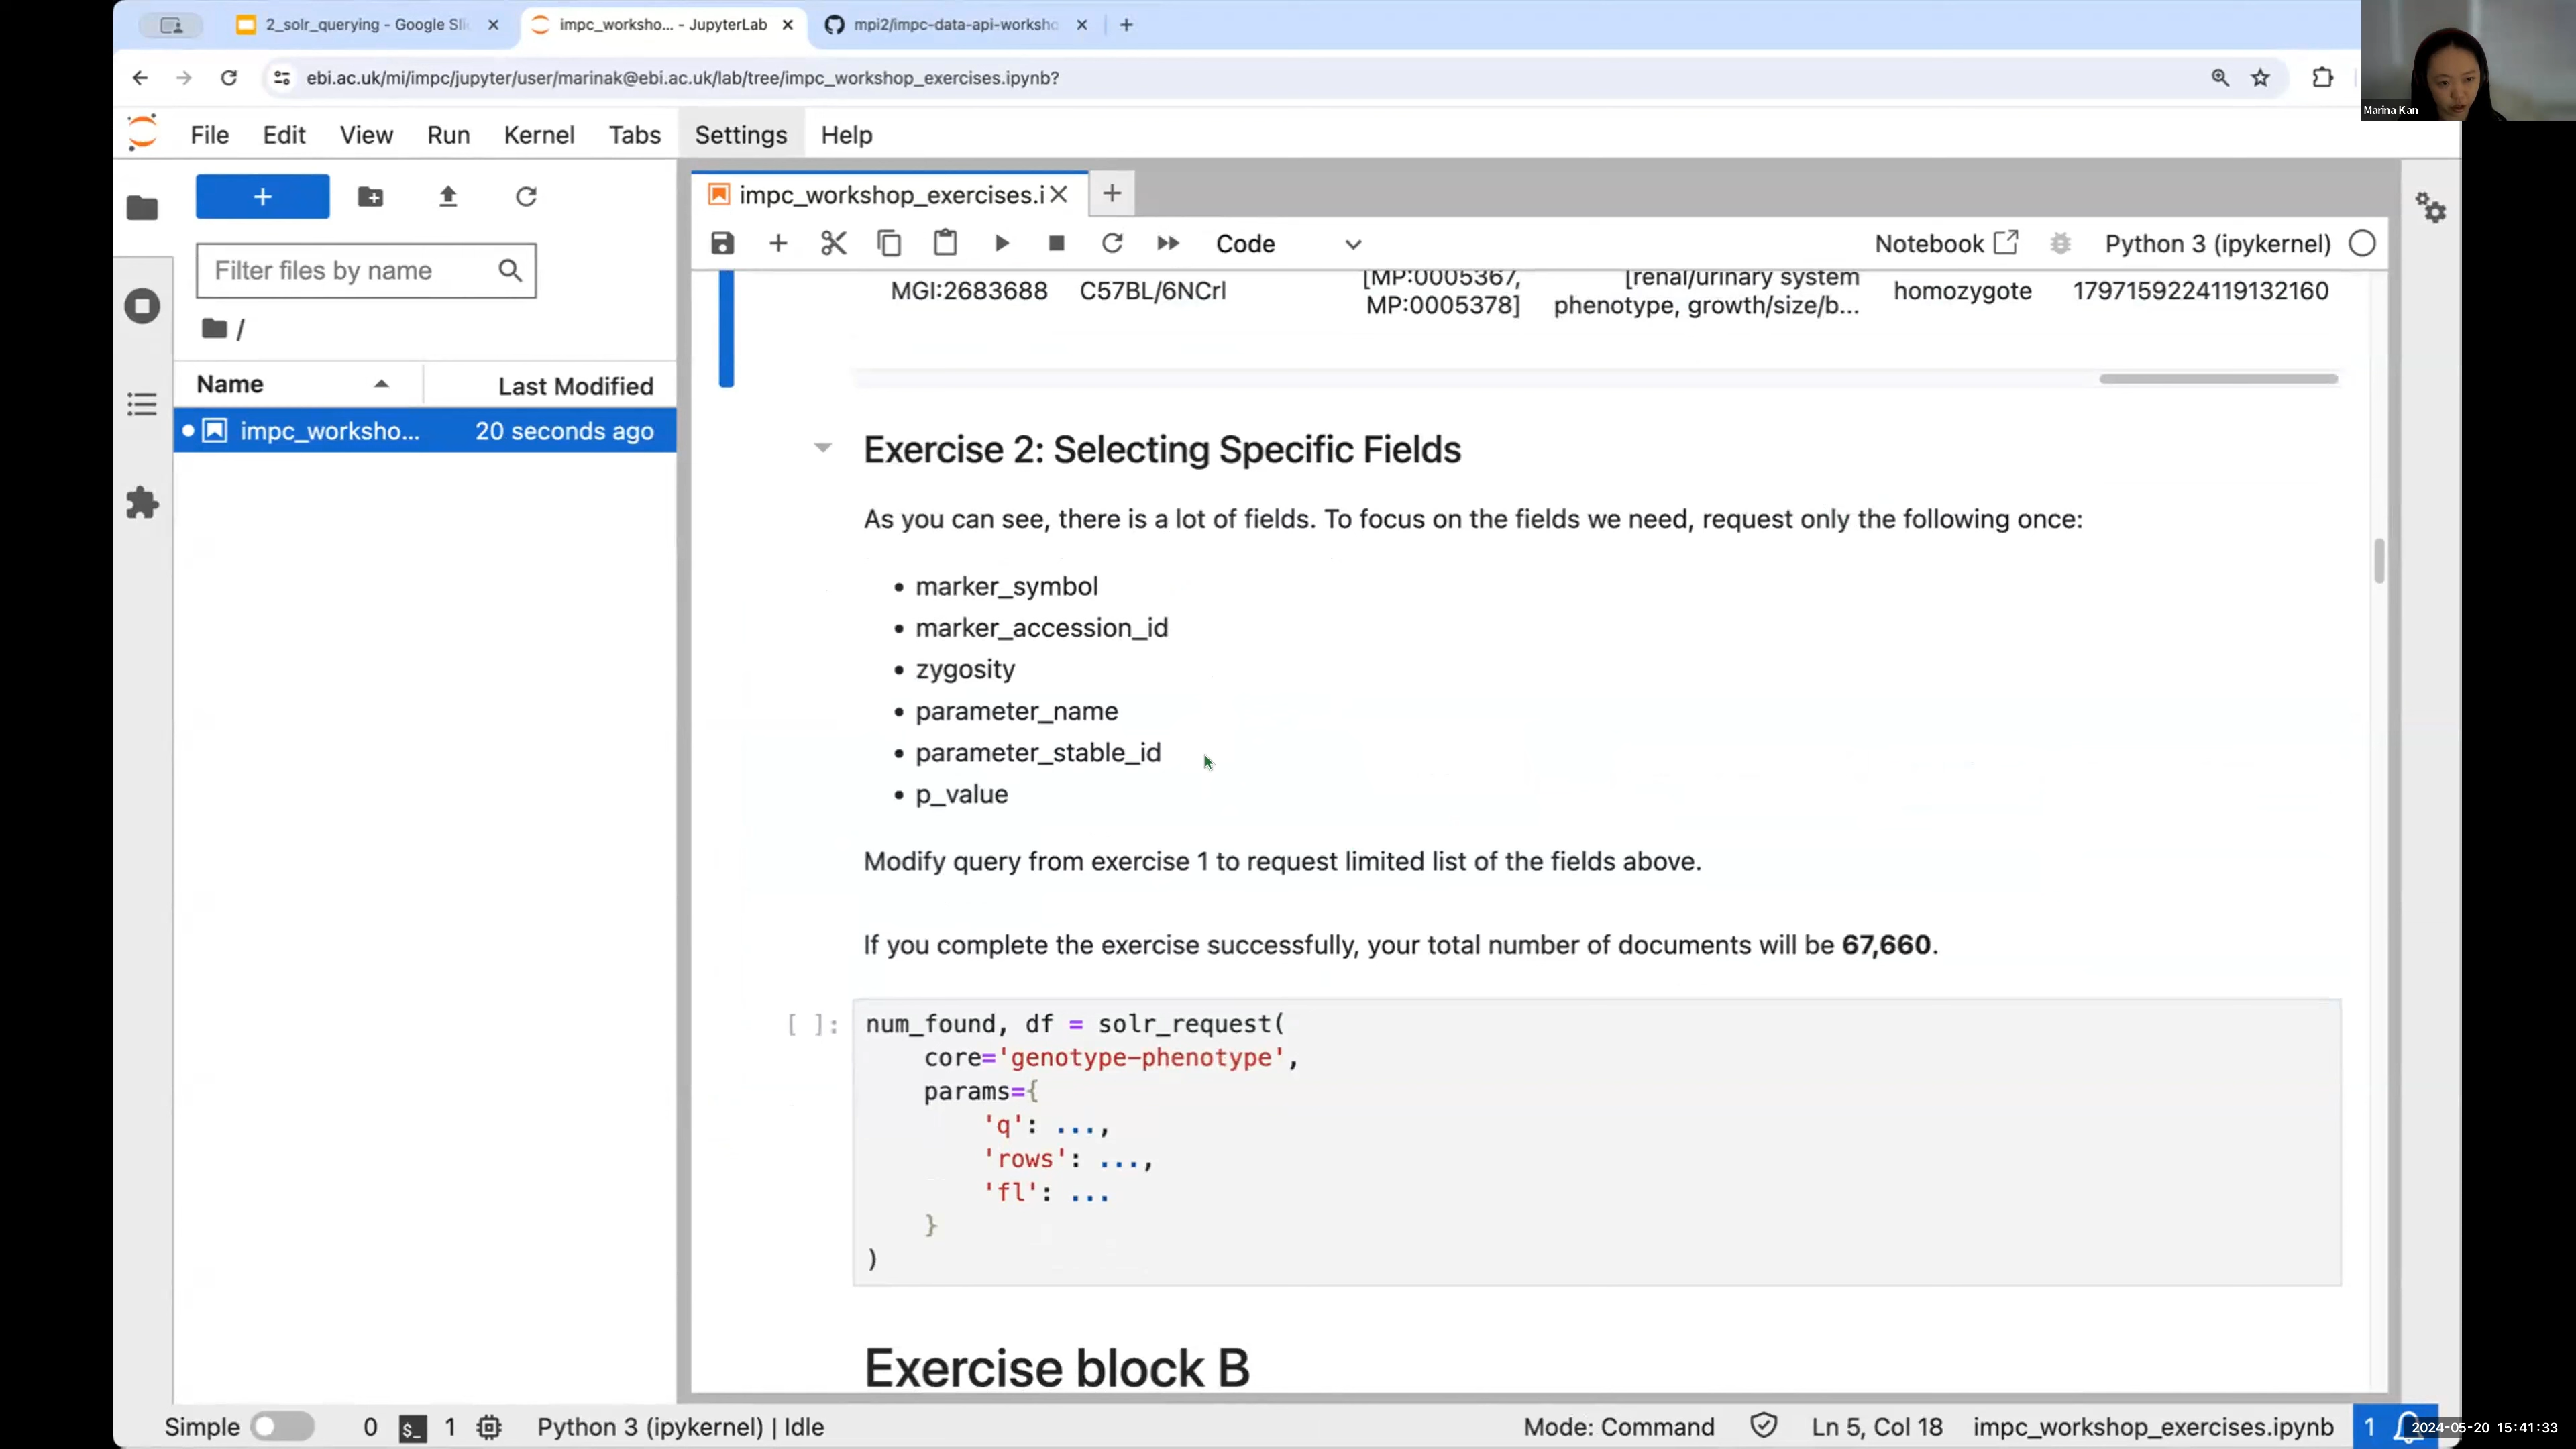 2_solr_querying - Google Sli
impc_worksho... - JupyterLab
mpi2/impc-data-api-worksho
ebi.ac.uk/mi/impc/jupyter/user/marinak@ebi.ac.uk/lab/tree/impc_workshop_exercises.ipynb?
Marina Kan
File Edit View Run Kernel Tabs Settings Help
Filter files by name
/
Name Last Modified
impc_worksho... 20 seconds ago
impc_workshop_exercises.i
Code Notebook Python 3 (ipykernel)
[MP:0005367, [renal/urinary system
MGI:2683688 C57BL/6NCrl homozygote 1797159224119132160
MP:0005378] phenotype, growth/size/b...
Exercise 2: Selecting Specific Fields
As you can see, there is a lot of fields. To focus on the fields we need, request only the following once:
• marker_symbol
• marker_accession_id
• zygosity
• parameter_name
• parameter_stable_id
• p_value
Modify query from exercise 1 to request limited list of the fields above.
If you complete the exercise successfully, your total number of documents will be 67,660.
[ ]: num_found, df = solr_request(
core='genotype-phenotype',
params={
'q': ...,
'rows': ...,
'fl': ...
}
)
Exercise block B
Simple 0 $_ 1 Python 3 (ipykernel) | Idle Mode: Command Ln 5, Col 18 impc_workshop_exercises.ipynb 1
2024-05-20 15:41:33